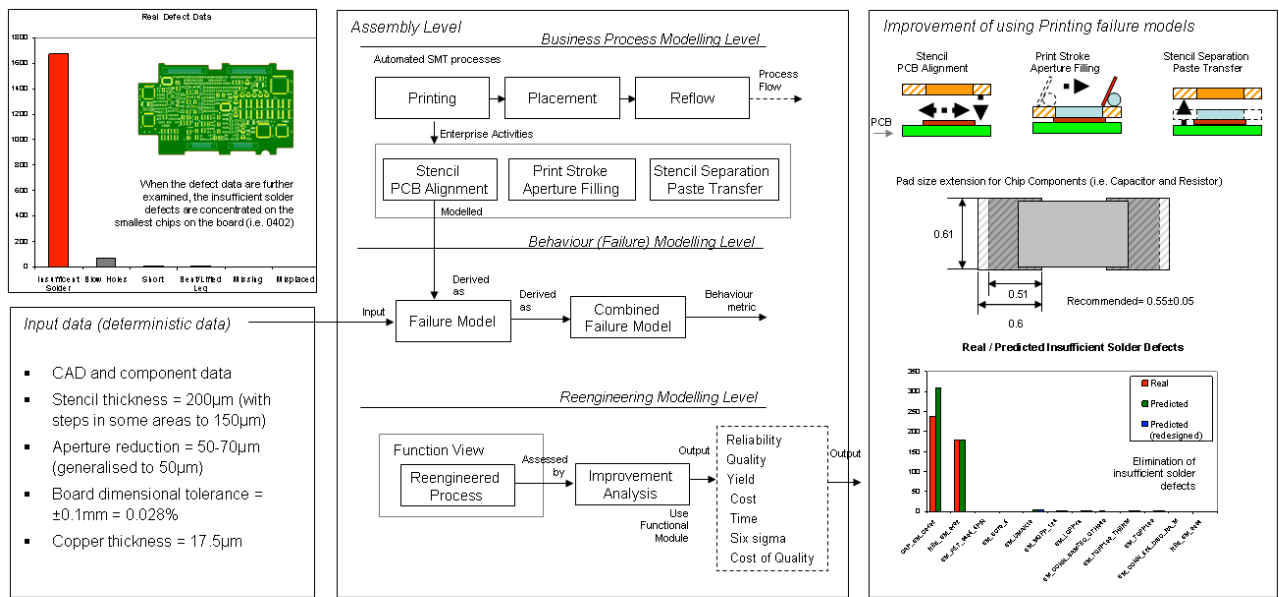 Real Defect Data
1800
1600
1400
1200
1000
800
600
400
200
0
When the defect data are further
examined, the insufficient solder
defects are concentrated on the
smallest chips on the board (i.e. 0402)
Insufficent Solder
Blow Holes
Short
Bent/Lifted Leg
Missing
Misplaced
Input data (deterministic data)
CAD and component data
Stencil thickness = 200µm (with
steps in some areas to 150µm)
Aperture reduction = 50-70µm
(generalised to 50µm)
Board dimensional tolerance =
±0.1mm = 0.028%
Copper thickness = 17.5µm
Assembly Level
Business Process Modelling Level
Automated SMT processes
Printing
Placement
Reflow
Process
Flow
Enterprise Activities
Stencil
PCB Alignment
Print Stroke
Aperture Filling
Stencil Separation
Paste Transfer
Modelled
Behaviour (Failure) Modelling Level
Derived
as
Input
Failure Model
Derived
as
Combined
Failure Model
Behaviour
metric
Reengineering Modelling Level
Function View
Reengineered
Process
Assessed
by
Improvement
Analysis
Use
Functional
Module
Output
Reliability
Quality
Yield
Cost
Time
Six sigma
Cost of Quality
Output
Improvement of using Printing failure models
Stencil
PCB Alignment
Print Stroke
Aperture Filling
Stencil Separation
Paste Transfer
PCB
Pad size extension for Chip Components (i.e. Capacitor and Resistor)
0.61
0.51
0.6
Recommended= 0.55±0.05
Real / Predicted Insufficient Solder Defects
350
300
250
200
150
100
50
0
Real
Predicted
Predicted
(redesigned)
Elimination of
insufficient solder
defects